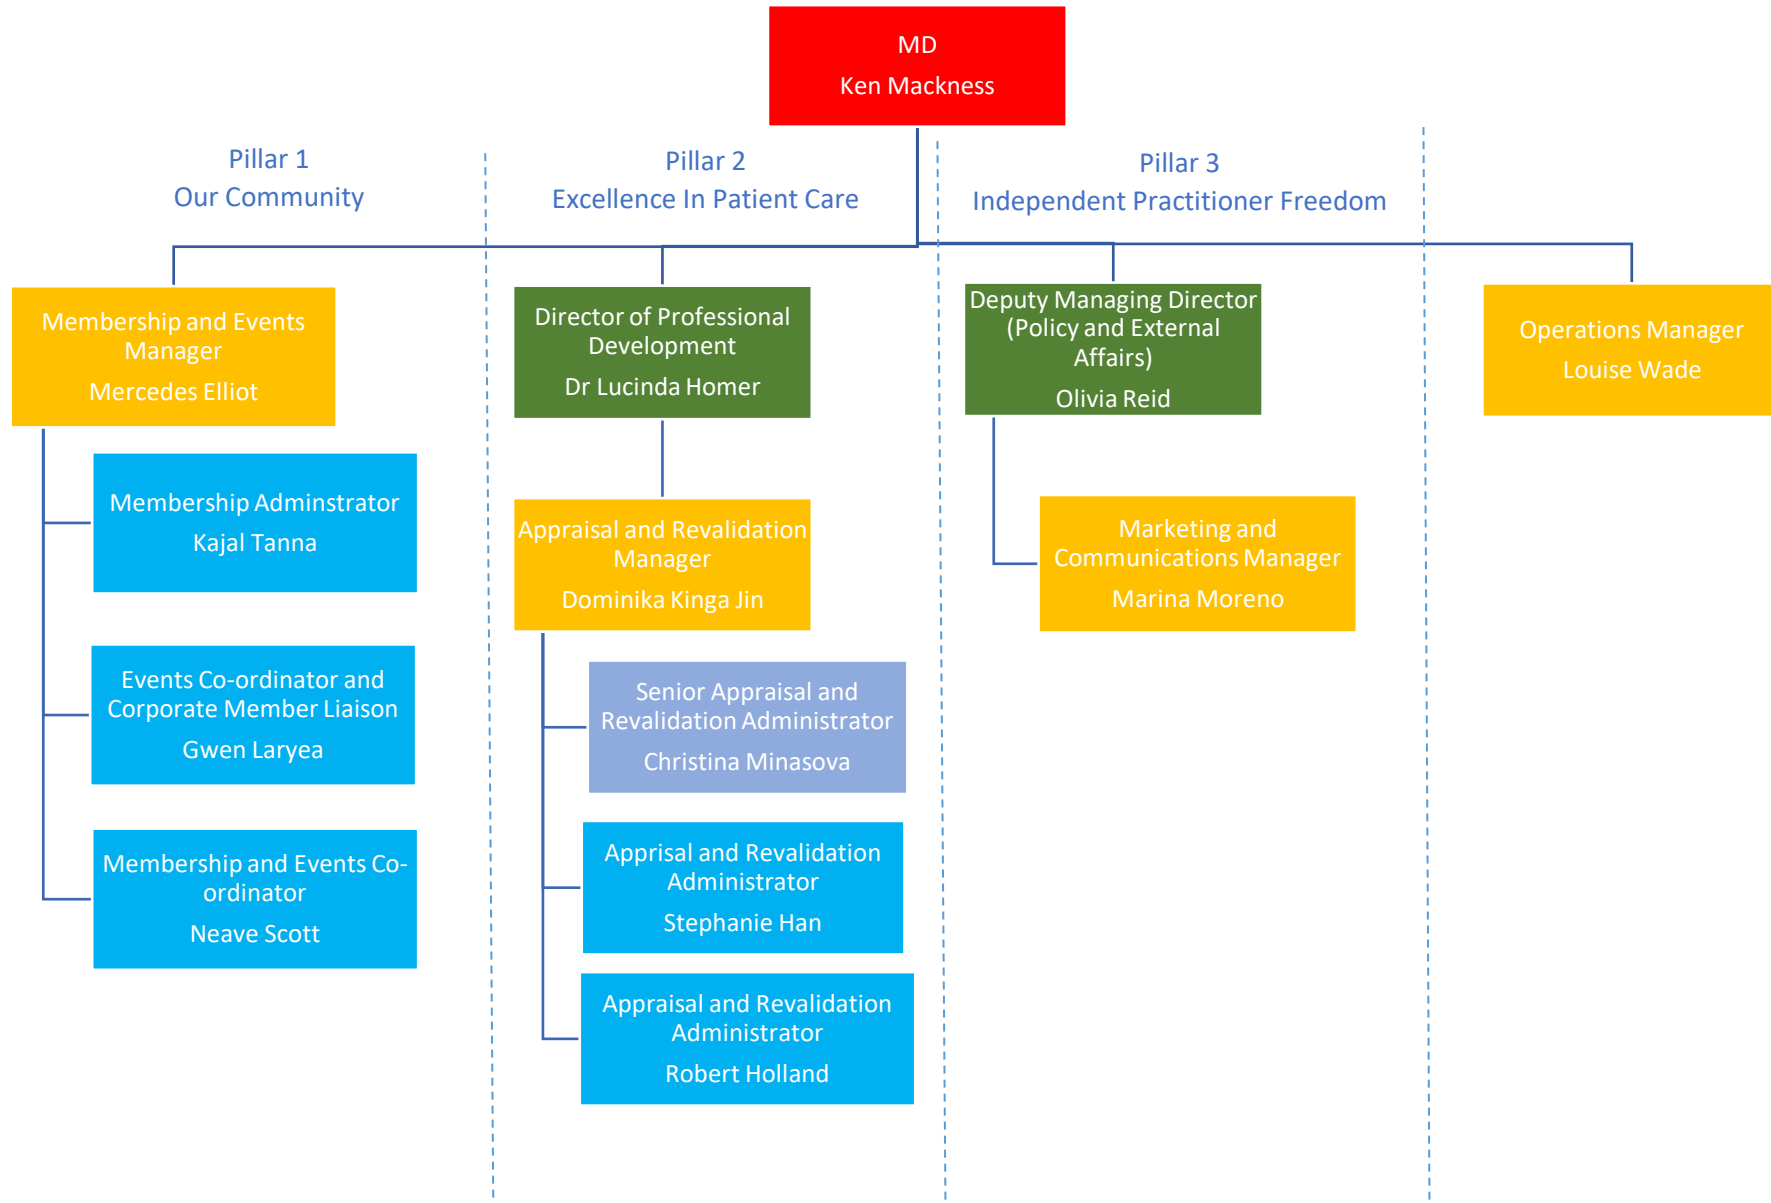 MD
Ken Mackness
Pillar 1
Our Community
Pillar 2
Excellence In Patient Care
Pillar 3
Independent Practitioner Freedom
Membership and Events
Manager
Mercedes Elliot
Membership Adminstrator
Kajal Tanna
Events Co-ordinator and
Corporate Member Liaison
Gwen Laryea
Membership and Events Co-
ordinator
Neave Scott
Director of Professional
Development
Dr Lucinda Homer
Appraisal and Revalidation
Manager
Dominika Kinga Jin
Senior Appraisal and
Revalidation Administrator
Christina Minasova
Apprisal and Revalidation
Administrator
Stephanie Han
Appraisal and Revalidation
Administrator
Robert Holland
Deputy Managing Director
(Policy and External
Affairs)
Olivia Reid
Marketing and
Communications Manager
Marina Moreno
Operations Manager
Louise Wade